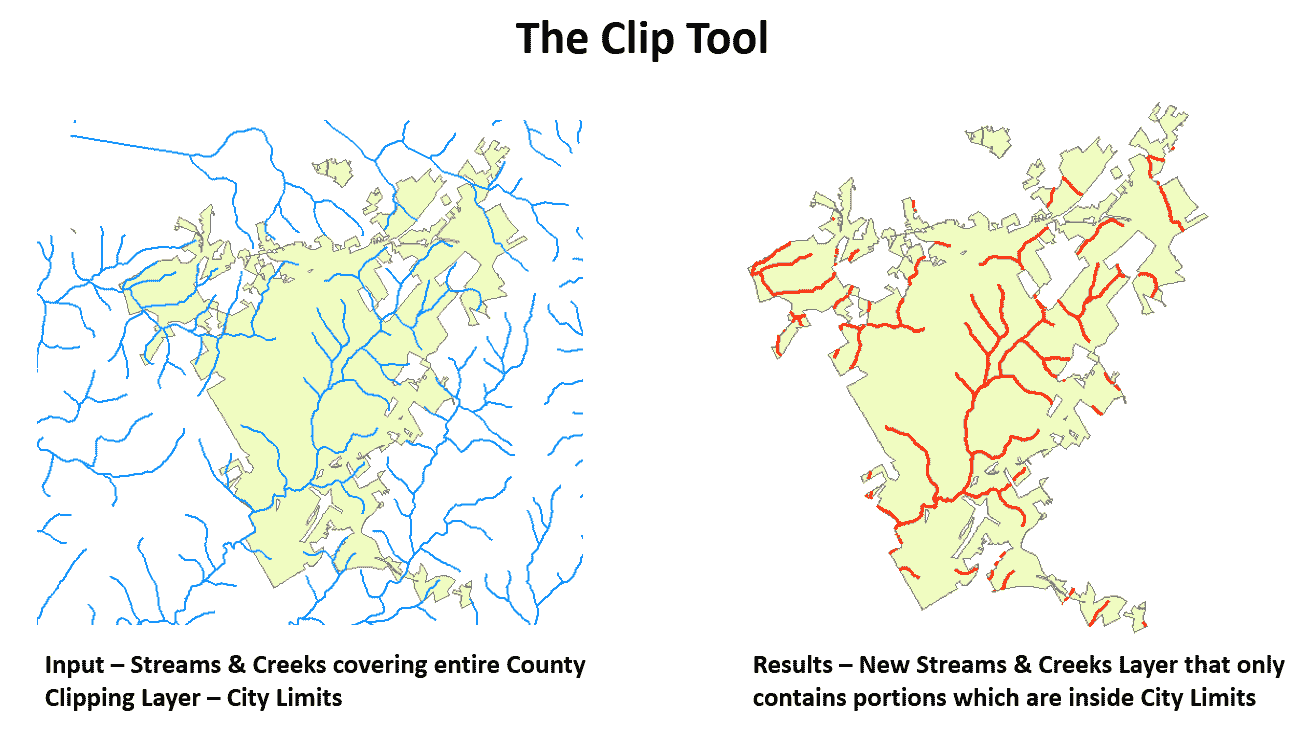 The Clip Tool
Input – Streams & Creeks covering entire County
Clipping Layer – City Limits
Results – New Streams & Creeks Layer that only
contains portions which are inside City Limits